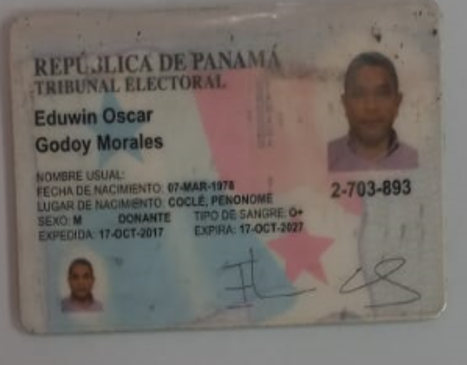 REPÚBLICA DE PANAMÁ
TRIBUNAL ELECTORAL
Eduwin Oscar
Godoy Morales
NOMBRE USUAL:
FECHA DE NACIMIENTO: 07-MAR-1978
LUGAR DE NACIMIENTO: COCLÉ, PENONOME
SEXO: M DONANTE TIPO DE SANGRE: O+
EXPEDIDA: 17-OCT-2017 EXPIRA: 17-OCT-2027
2-703-893